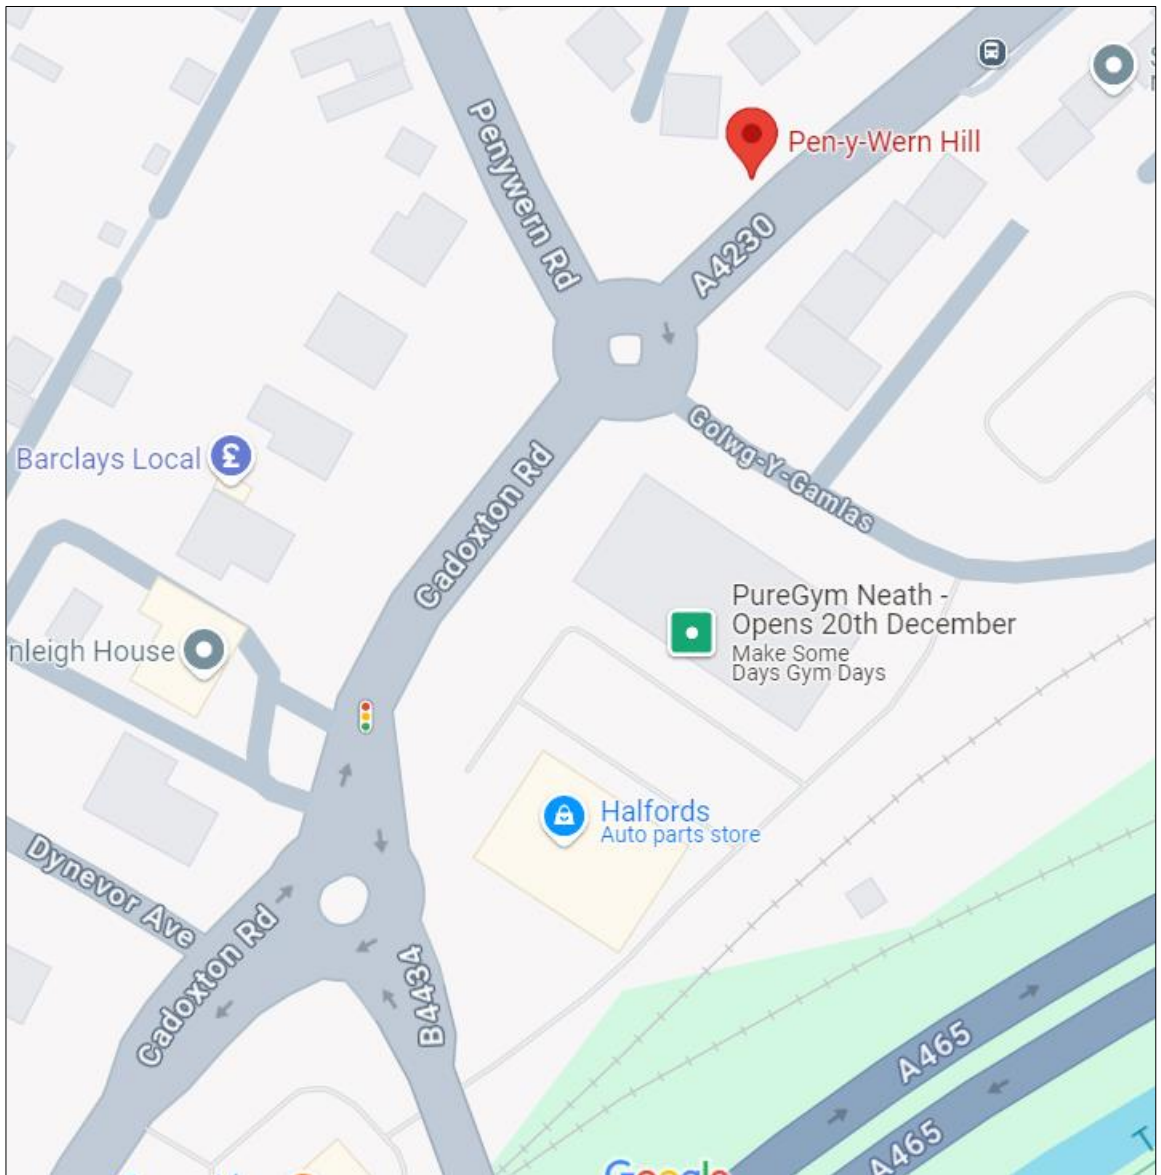 Penywern Rd
Pen-y-Wern Hill
A4230
Barclays Local
£
Golwg-Y-Gamlas
Cadoxton Rd
PureGym Neath -
Opens 20th December
Make Some
Days Gym Days
nleigh House
Halfords
Auto parts store
Dynevor Ave
Cadoxton Rd
B4434
A465
A465
T
Google